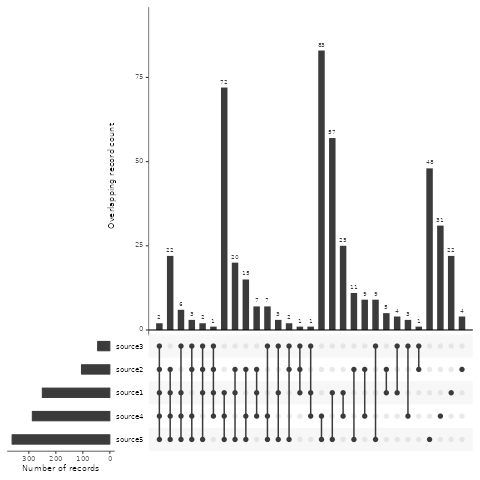 83
72
75
57
50
48
31
25
25
22
22
20
15
11
2 6 3 2 1 7 7 3 2 1 1 9 9 5 4 3 1 4
0
Overlapping record count
source3
source2
source1
source4
source5
300 200 100 0
Number of records